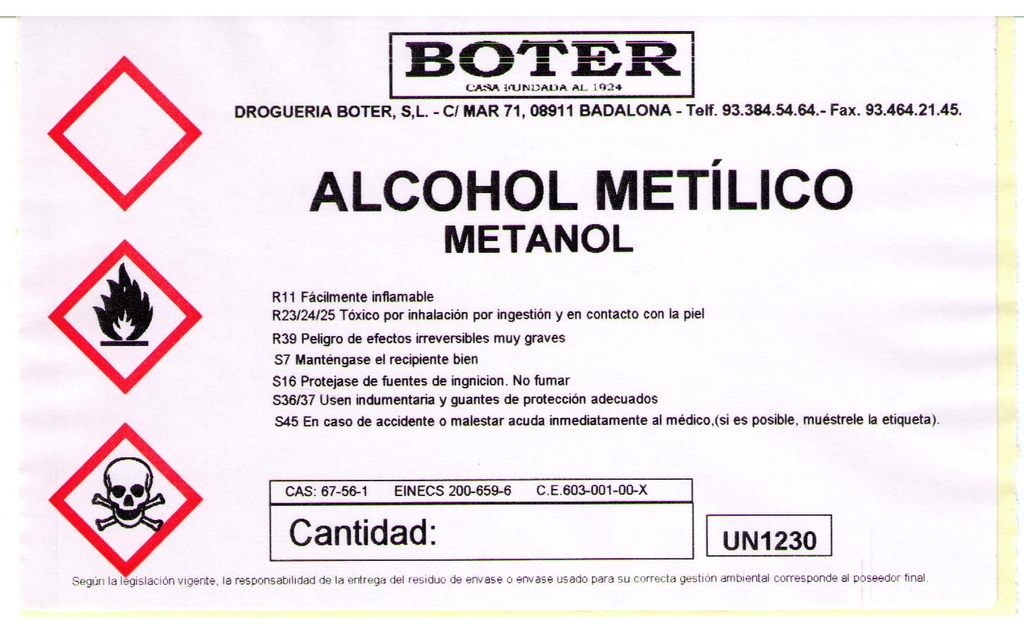 BOTER
CASA FUNDADA AL 1924
DROGUERIA BOTER, S,L. - C/ MAR 71, 08911 BADALONA - Telf. 93.384.54.64.- Fax. 93.464.21.45.
ALCOHOL METÍLICO
METANOL
R11 Fácilmente inflamable
R23/24/25 Tóxico por inhalación por ingestión y en contacto con la piel
R39 Peligro de efectos irreversibles muy graves
S7 Manténgase el recipiente bien
S16 Protejase de fuentes de ingnicion. No fumar
S36/37 Usen indumentaria y guantes de protección adecuados
S45 En caso de accidente o malestar acuda inmediatamente al médico,(si es posible, muéstrele la etiqueta).
CAS: 67-56-1 EINECS 200-659-6 C.E.603-001-00-X
Cantidad:
UN1230
Según la legislación vigente, la responsabilidad de la entrega del residuo de envase o envase usado para su correcta gestión ambiental corresponde al poseedor final.